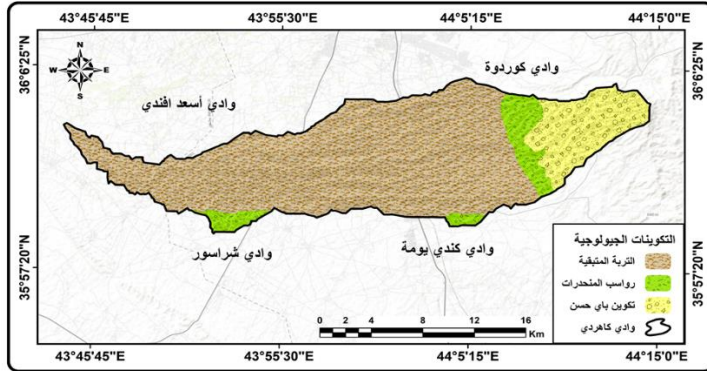 43°45'45"E 43°55'30"E 44°5'15"E 44°15'0"E
36°6'25"N
36°6'25"N
N
W E
S
وادي كوردوة
وادي أسعد افندي
وادي شراسور
وادي كندي يومة
35°57'20"N
35°57'20"N
التكوينات الجيولوجية
التربة المتبقية
رواسب المنحدرات
تكوين باي حسن
وادي كاهردي
0 2 4 8 12 16
Km
43°45'45"E 43°55'30"E 44°5'15"E 44°15'0"E